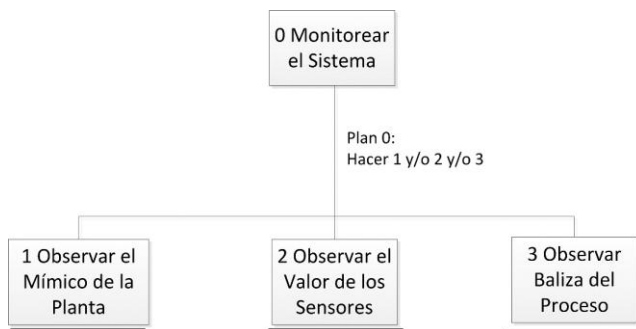 0 Monitorear
el Sistema
Plan 0:
Hacer 1 y/o 2 y/o 3
1 Observar el
Mímico de la
Planta
2 Observar el
Valor de los
Sensores
3 Observar
Baliza del
Proceso